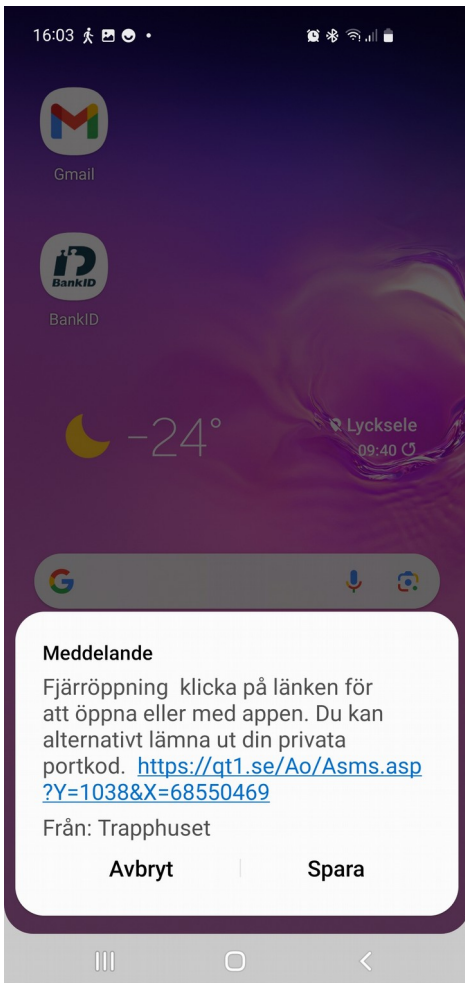 16:03
Gmail
BankID
BankID
-24°
Lycksele
09:40
Meddelande
Fjärröppning  klicka på länken för
att öppna eller med appen. Du kan
alternativt lämna ut din privata
portkod.  https://qt1.se/Ao/Asms.asp
?Y=1038&X=68550469
Från: Trapphuset
Avbryt
Spara